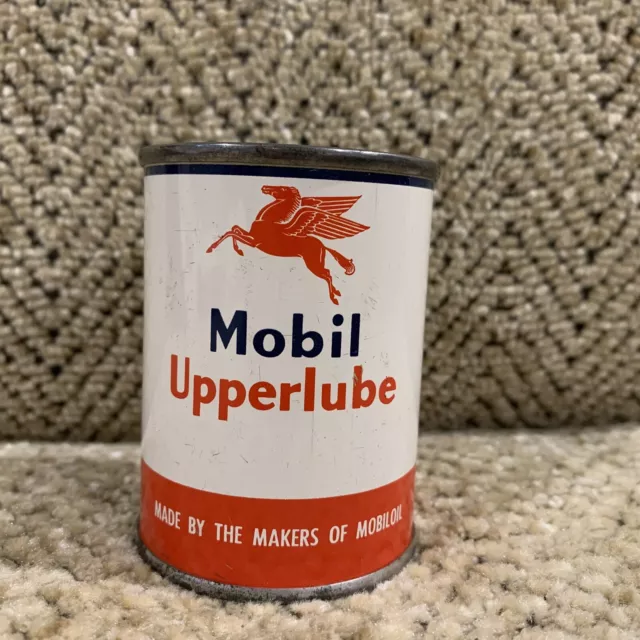 Mobil
Upperlube
MADE BY THE MAKERS OF MOBILOIL